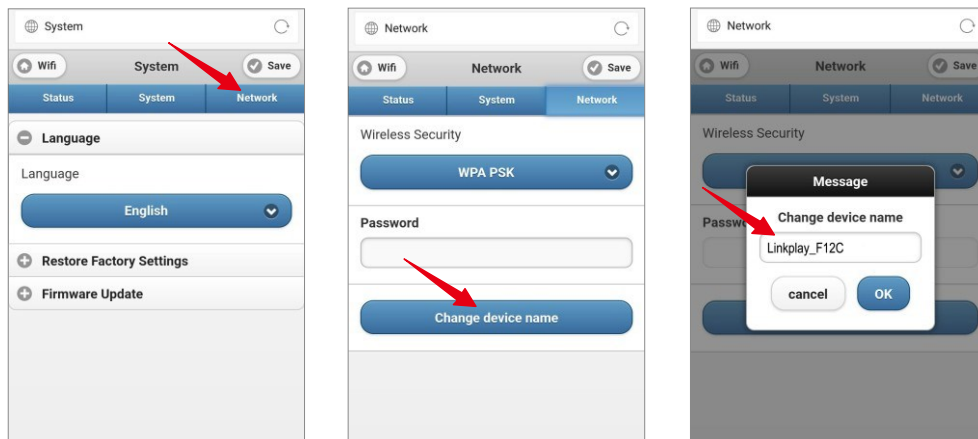 System
Wifi
System
Save
Status
System
Network
Language
Language
English
Restore Factory Settings
Firmware Update
Network
Wifi
Network
Save
Status
System
Network
Wireless Security
WPA PSK
Password
Change device name
Network
Wifi
Network
Save
Status
System
Network
Wireless Security
Message
Passw
Change device name
Linkplay_F12C
cancel
OK